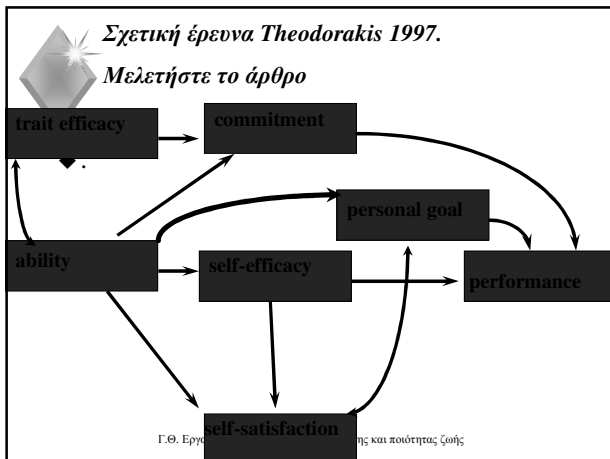 Σχετική έρευνα Theodorakis 1997.
Μελετήστε το άρθρο
trait efficacy
commitment
.
personal goal
ability
self-efficacy
performance
self-satisfaction
Γ.Θ. ης και ποιότητας ζωής